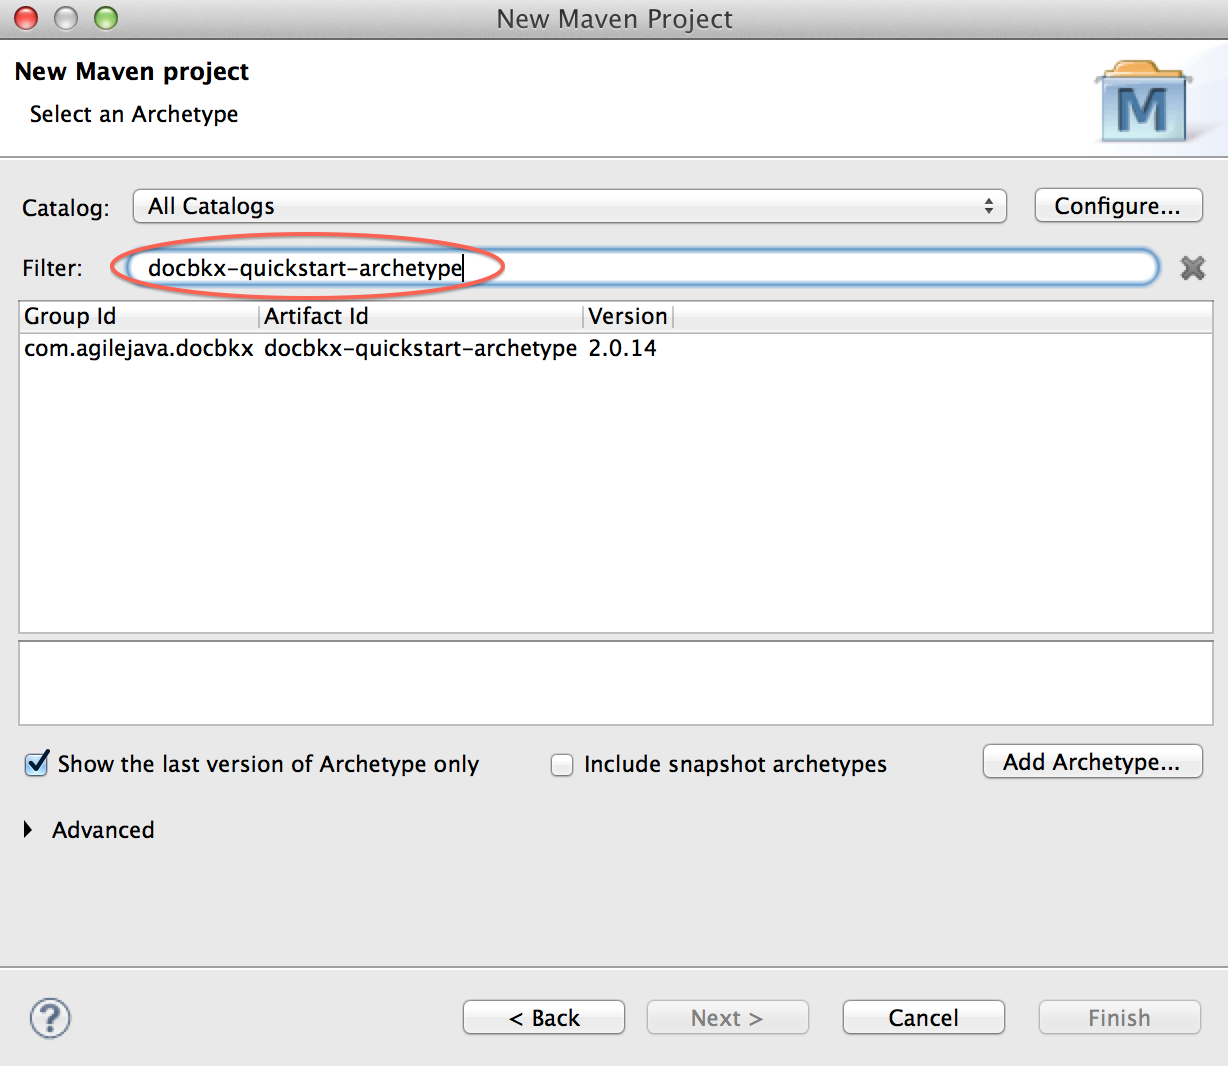 New Maven Project
New Maven project
Select an Archetype
M
Catalog: All Catalogs Configure...
Filter: docbkx-quickstart-archetype
Group Id Artifact Id Version
com.agilejava.docbkx docbkx-quickstart-archetype 2.0.14
Show the last version of Archetype only Include snapshot archetypes Add Archetype...
Advanced
? < Back Next > Cancel Finish